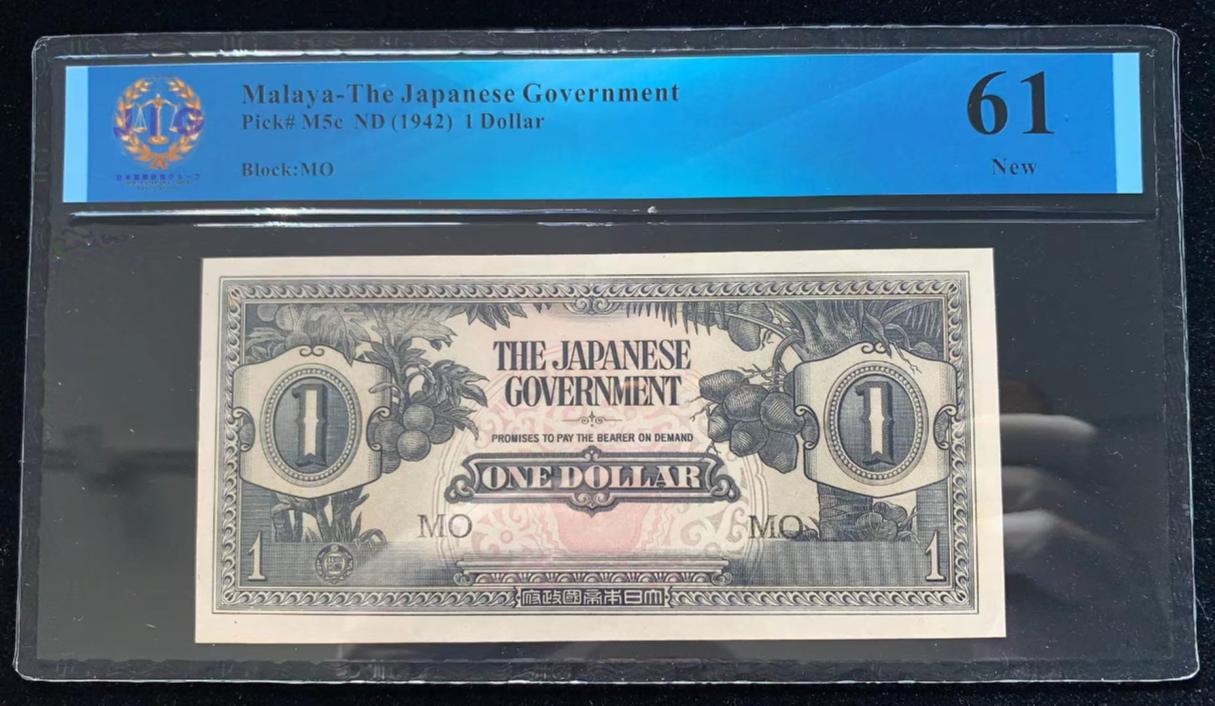 Malaya-The Japanese Government
Pick# M5c ND (1942) 1 Dollar
Block:MO
61
New
THE JAPANESE
GOVERNMENT
PROMISES TO PAY THE BEARER ON DEMAND
1
1
ONE DOLLAR
MO
MO
1
1
府政國帝本日大